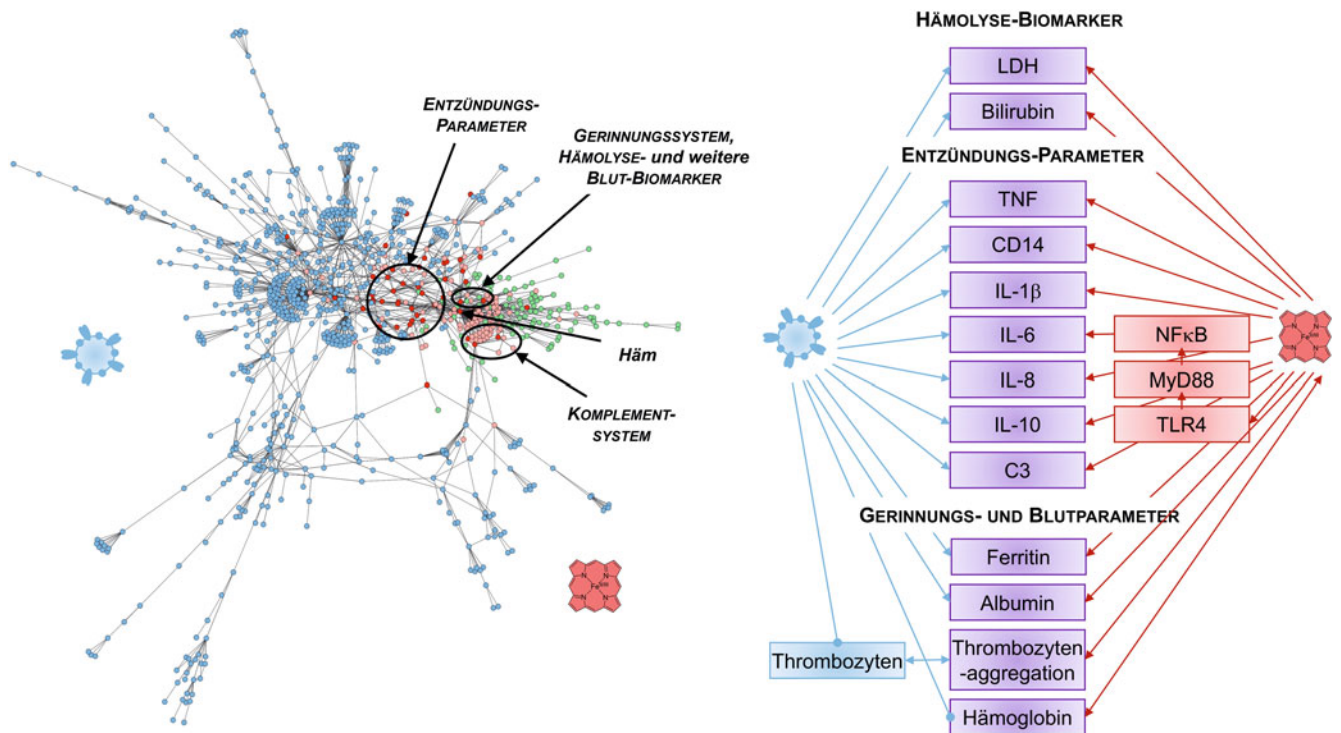 ENTZÜNDUNGS-
PARAMETER
GERINNUNGSSYSTEM,
HÄMOLYSE- und weitere
BLUT-BIOMARKER
Häm
KOMPLEMENT-
SYSTEM
HÄMOLYSE-BIOMARKER
LDH
Bilirubin
ENTZÜNDUNGS-PARAMETER
TNF
CD14
IL-1β
IL-6
NFκB
IL-8
MyD88
IL-10
TLR4
C3
GERINNUNGS- UND BLUTPARAMETER
Ferritin
Albumin
Thrombozyten
Thrombozyten
-aggregation
Hämoglobin